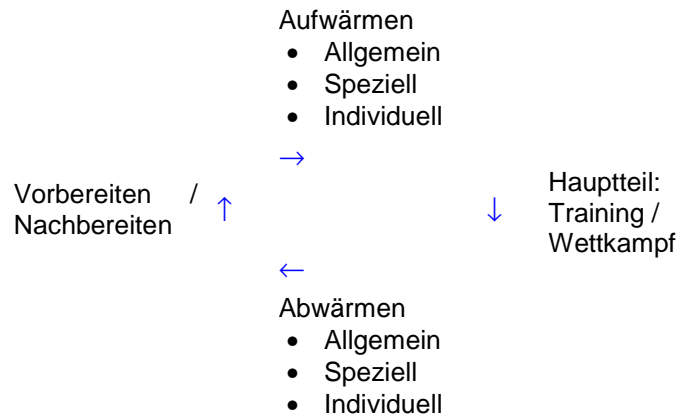 Aufwärmen
• Allgemein
• Speziell
• Individuell
→
Vorbereiten /
Nachbereiten
↑
↓
Hauptteil:
Training /
Wettkampf
←
Abwärmen
• Allgemein
• Speziell
• Individuell